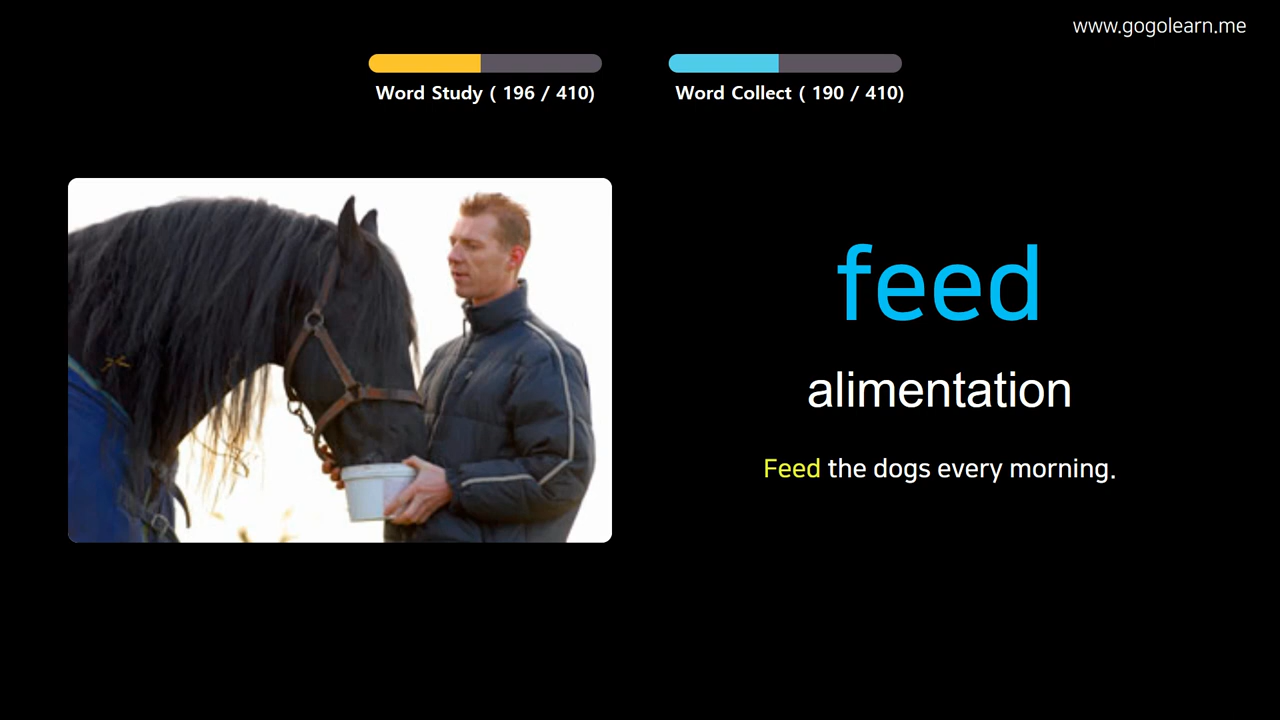 www.gogolearn.me
Word Study ( 196 / 410)
Word Collect ( 190 / 410)
feed
alimentation
Feed the dogs every morning.